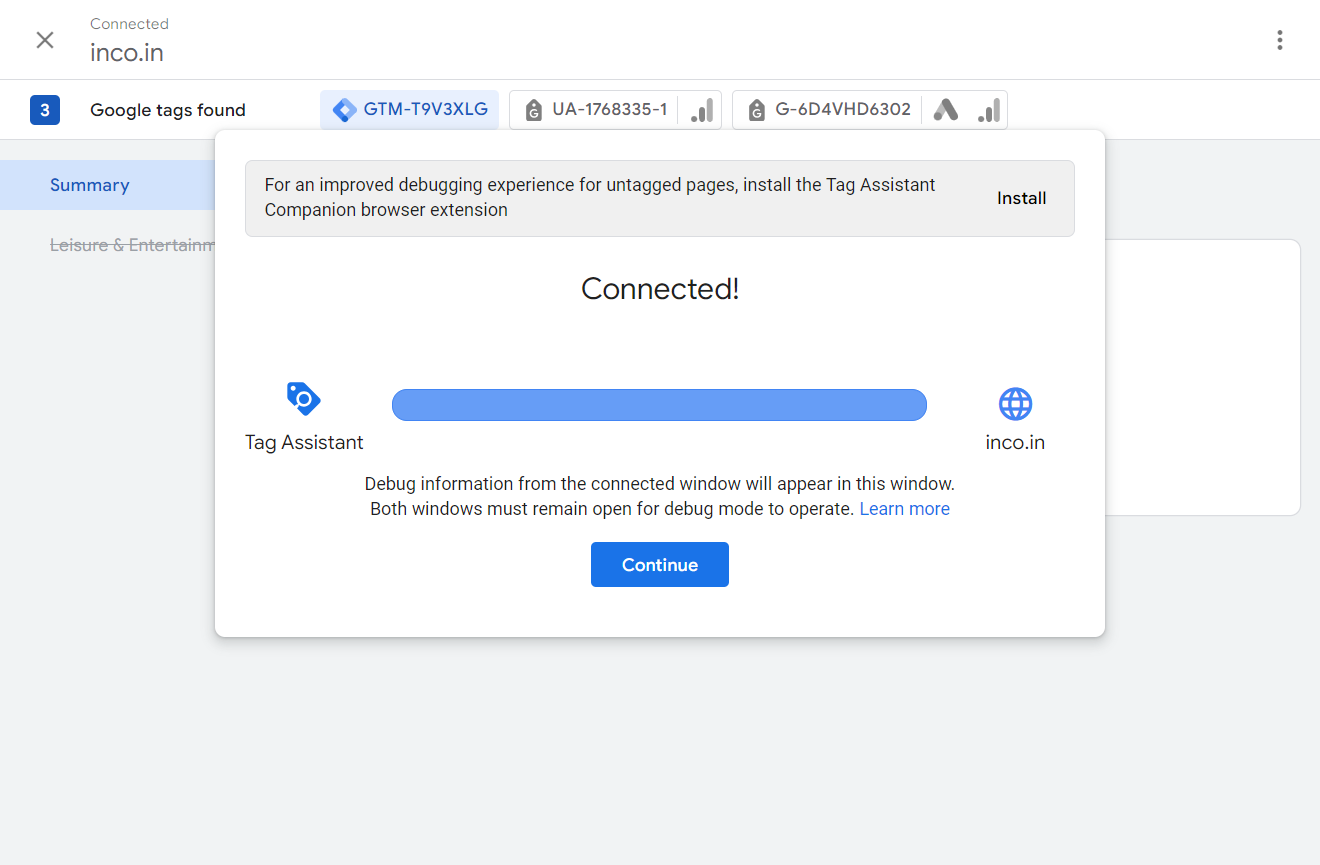 Connected
inco.in
3
Google tags found
GTM-T9V3XLG
UA-1768335-1
G-6D4VHD6302
Summary
Leisure & Entertainm
For an improved debugging experience for untagged pages, install the Tag Assistant
Companion browser extension
Install
Connected!
Tag Assistant
inco.in
Debug information from the connected window will appear in this window.
Both windows must remain open for debug mode to operate. Learn more
Continue